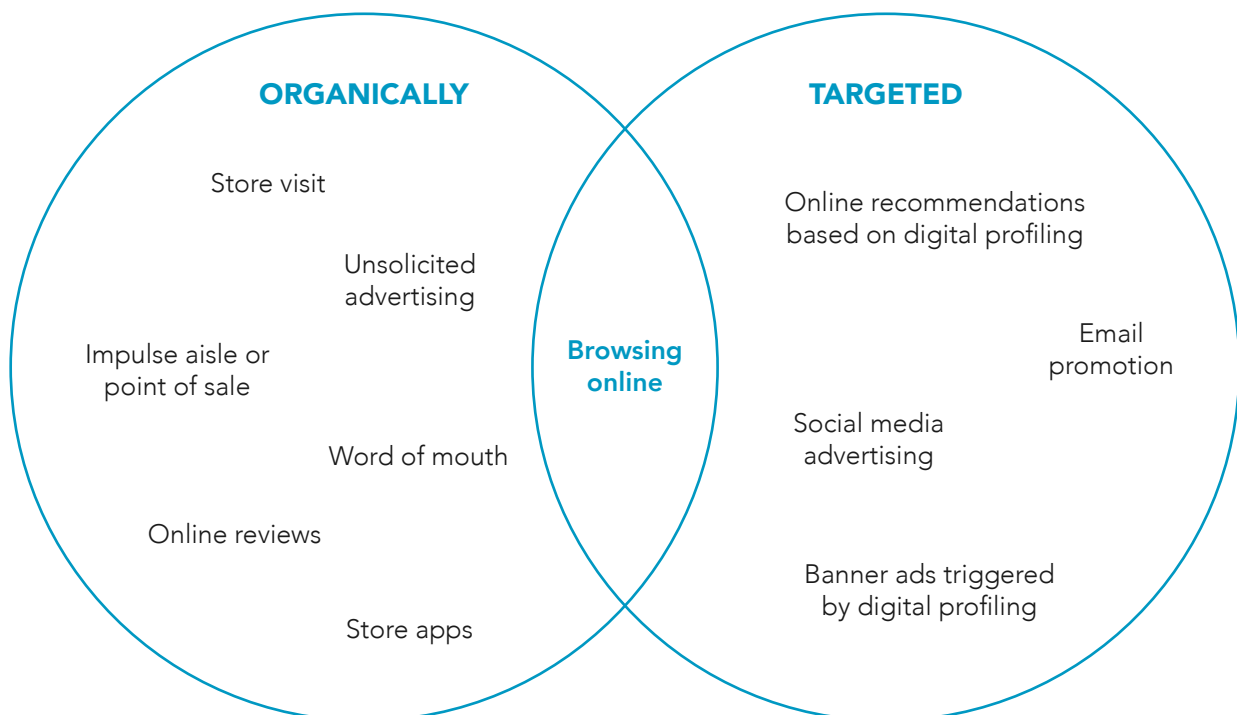 ORGANICALLY
Store visit
Unsolicited
advertising
Impulse aisle or
point of sale
Word of mouth
Online reviews
Store apps
Browsing
online
TARGETED
Online recommendations
based on digital profiling
Email
promotion
Social media
advertising
Banner ads triggered
by digital profiling